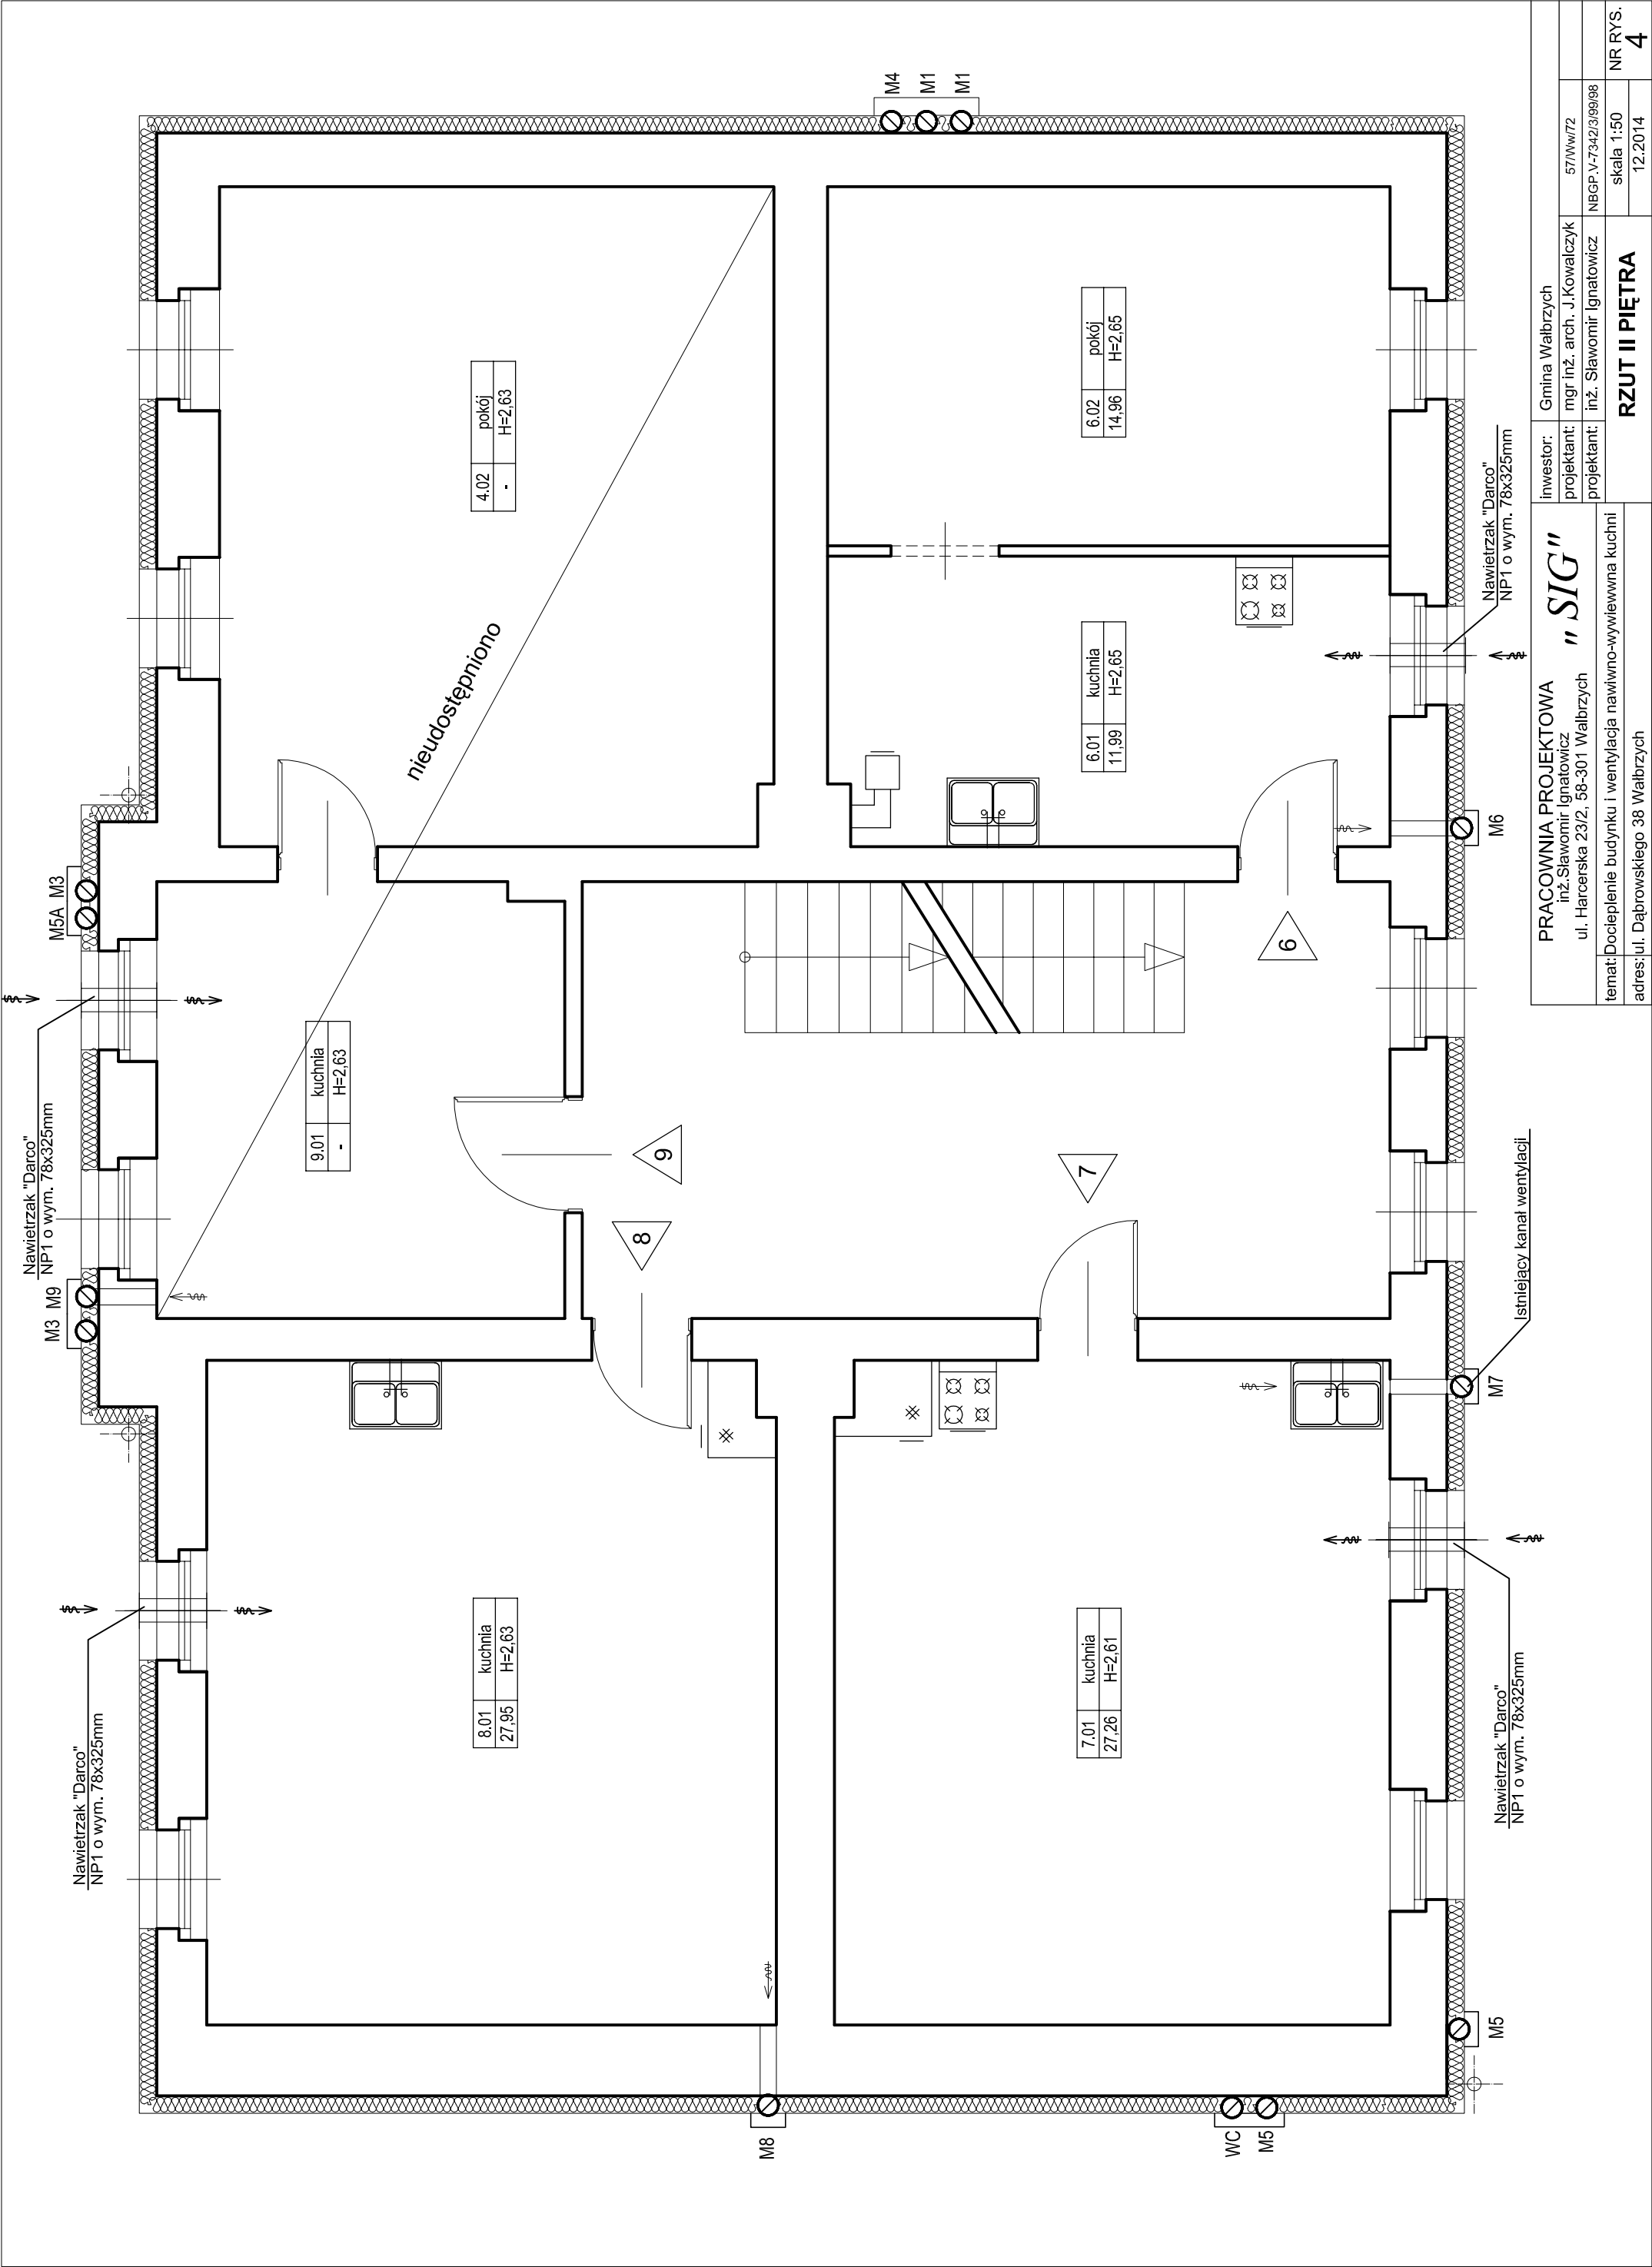 Nawietrzak "Darco"
NP1 o wym. 78x325mm
Nawietrzak "Darco"
NP1 o wym. 78x325mm
M3 M9
M5A M3
M4
M1
M1
8.01 kuchnia
27,95 H=2,63
9.01 kuchnia
- H=2,63
4.02 pokój
- H=2,63
nieudostępniono
8
9
7
6
7.01 kuchnia
27,26 H=2,61
6.01 kuchnia
11,99 H=2,65
6.02 pokój
14,96 H=2,65
M8
WC
M5
M5
M7
M6
Nawietrzak "Darco"
NP1 o wym. 78x325mm
Istniejący kanał wentylacji
Nawietrzak "Darco"
NP1 o wym. 78x325mm
PRACOWNIA PROJEKTOWA
inż.Sławomir Ignatowicz
ul. Harcerska 23/2, 58-301 Wałbrzych
" SIG"
temat: Docieplenie budynku i wentylacja nawiwno-wywiewwna kuchni
adres: ul. Dąbrowskiego 38 Wałbrzych
inwestor: Gmina Wałbrzych
projektant: mgr inż. arch. J.Kowalczyk 57/Ww/72
projektant: inż. Sławomir Ignatowicz NBGP.V-7342/3/99/98
RZUT II PIĘTRA
skala 1:50
12.2014
NR RYS.
4